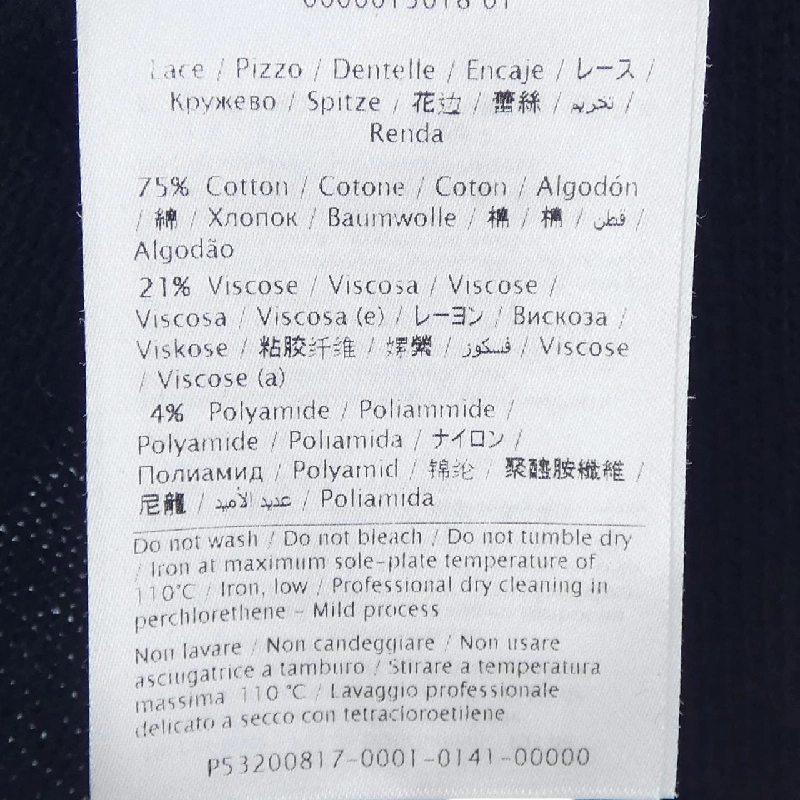 Lace / Pizzo / Dentelle / Encaje / レース /
Кружево / Spitze / 花边 / 蕾絲 / تخريم /
Renda
75% Cotton / Cotone / Coton / Algodón
/ 綿 / Хлопок / Baumwolle / 棉 / 棉 / قطن /
Algodão
21% Viscose / Viscosa / Viscose /
Viscosa / Viscosa (e) / レーヨン / Вискоза /
Viskose / 粘胶纤维 / 嫘縈 / فسكوز / Viscose
/ Viscose (a)
4% Polyamide / Poliammide /
Polyamide / Poliamida / ナイロン /
Полиамид / Polyamid / 锦纶 / 聚醯胺纖維 /
尼龍 / عديد الأميد / Poliamida
Do not wash / Do not bleach / Do not tumble dry
/ Iron at maximum sole-plate temperature of
110°C / Iron, low / Professional dry cleaning in
perchlorethene – Mild process
Non lavare / Non candeggiare / Non usare
asciugatrice a tamburo / Stirare a temperatura
massima 110 °C / Lavaggio professionale
delicato a secco con tetracloroetilene
P53200817-0001-0141-00000